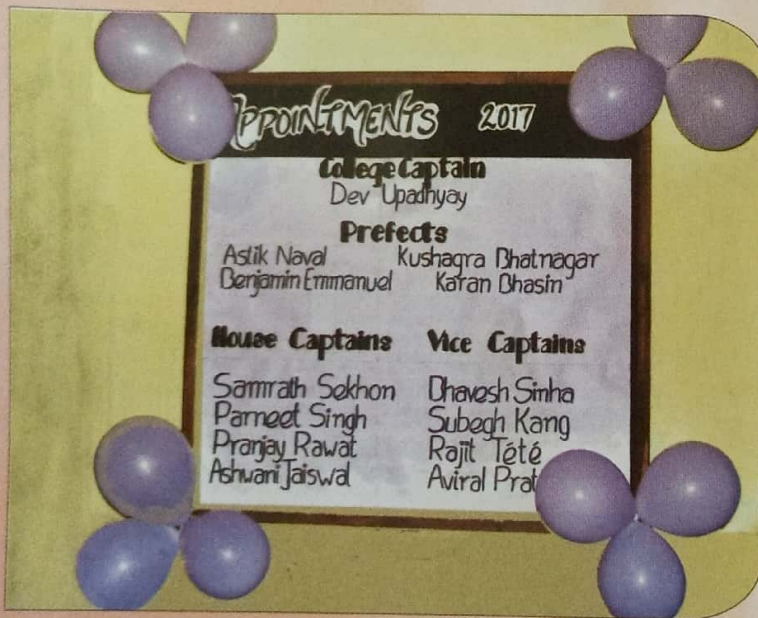 APPOINTMENTS 2017
College Captain
Dev Upadhyay
Prefects
Astik Naval Kushagra Bhatnagar
Benjamin Emmanuel Karan Bhasin
House Captains Vice Captains
Samrath Sekhon Bhavesh Sinha
Parneet Singh Subegh Kang
Pranjay Rawat Rajit Tété
Ashwani Jaiswal Aviral